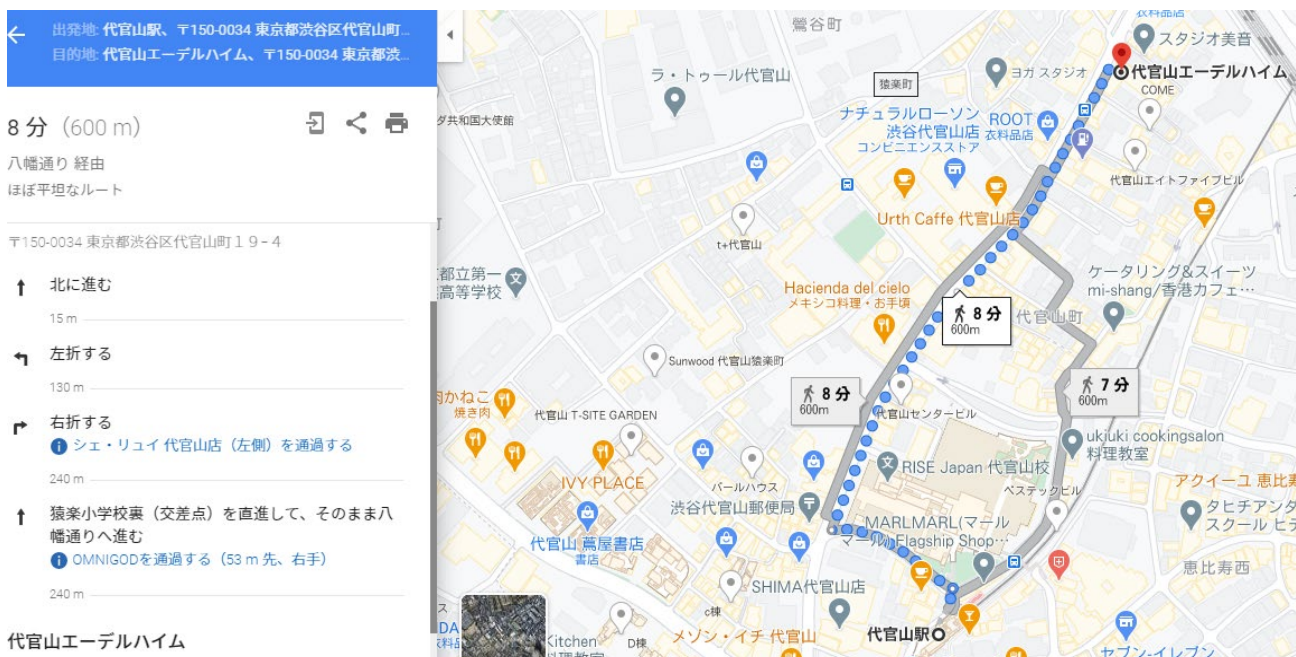 出発地: 代官山駅、〒150-0034 東京都渋谷区代官山町...
目的地: 代官山エーデルハイム、〒150-0034 東京都渋...
8 分 (600 m)
八幡通り 経由
ほぼ平坦なルート
〒150-0034 東京都渋谷区代官山町１９−４
北に進む
15 m
左折する
130 m
右折する
シェ・リュイ 代官山店（左側）を通過する
240 m
猿楽小学校裏（交差点）を直進して、そのまま八
幡通りへ進む
OMNIGODを通過する（53 m 先、右手）
240 m
代官山エーデルハイム
鶯谷町
衣料品店
スタジオ美音
ラ・トゥール代官山
ヨガ スタジオ
代官山エーデルハイム
COME
猿楽町
ダ共和国大使館
ナチュラルローソン
渋谷代官山店
コンビニエンスストア
ROOT
衣料品店
代官山エイトファイブビル
Urth Caffe 代官山店
t+代官山
都立第一
高等学校
ケータリング&スイーツ
mi-shang/香港カフェ…
Hacienda del cielo
メキシコ料理・お手頃
8 分
600m
代官山町
Sunwood 代官山猿楽町
8 分
600m
7 分
600m
肉かねこ
焼き肉
代官山 T-SITE GARDEN
代官山センタービル
ukiuki cookingsalon
料理教室
RISE Japan 代官山校
IVY PLACE
パールハウス
ベステックビル
アクイーユ 恵比寿
渋谷代官山郵便局
タヒチアンダ
スクール ヒテ
代官山 蔦屋書店
書店
MARLMARL(マール
マール) Flagship Shop…
恵比寿西
SHIMA代官山店
c棟
D棟
Kitchen
料理教室
メゾン・イチ 代官山
代官山駅
セブン-イレブン